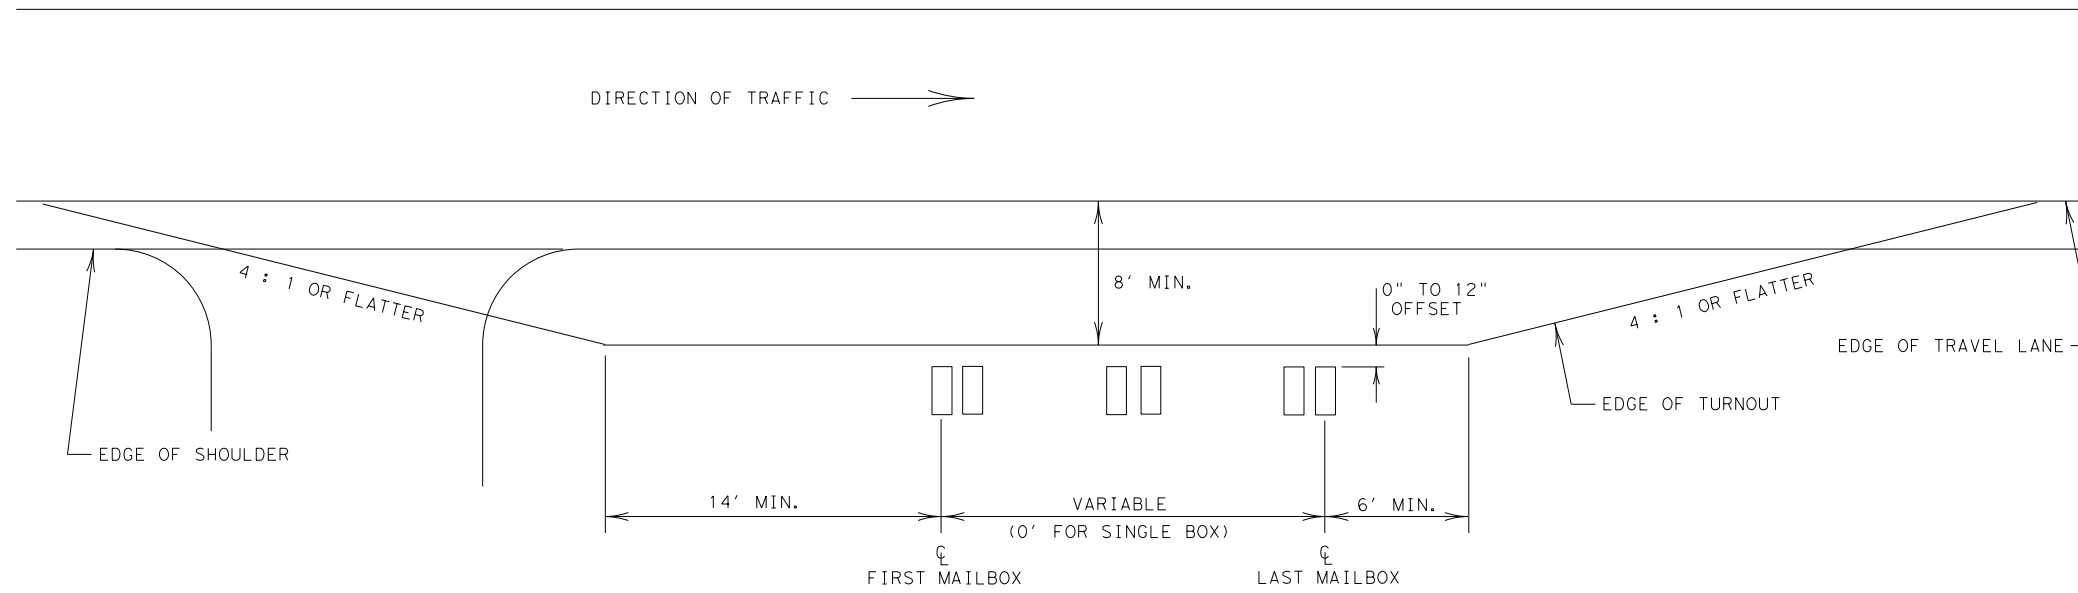 DIRECTION OF TRAFFIC
4 : 1 OR FLATTER
8' MIN.
0" TO 12"
OFFSET
4 : 1 OR FLATTER
EDGE OF TRAVEL LANE
EDGE OF TURNOUT
EDGE OF SHOULDER
14' MIN.
VARIABLE
(0' FOR SINGLE BOX)
6' MIN.
℄
FIRST MAILBOX
℄
LAST MAILBOX